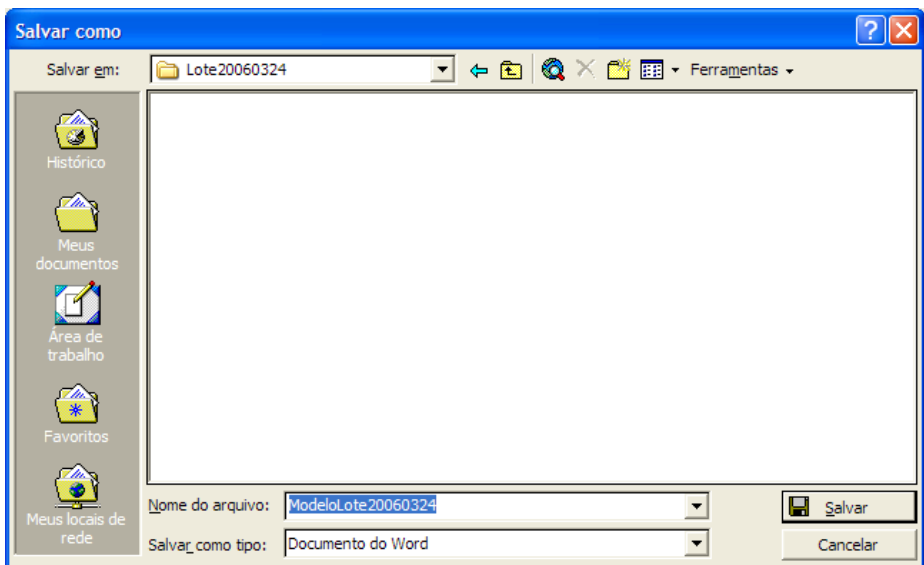 Salvar como
Salvar em:
Lote20060324
Ferramentas
Histórico
Meus
documentos
Área de
trabalho
Favoritos
Meus locais de
rede
Nome do arquivo:
ModeloLote20060324
Salvar
Salvar como tipo:
Documento do Word
Cancelar